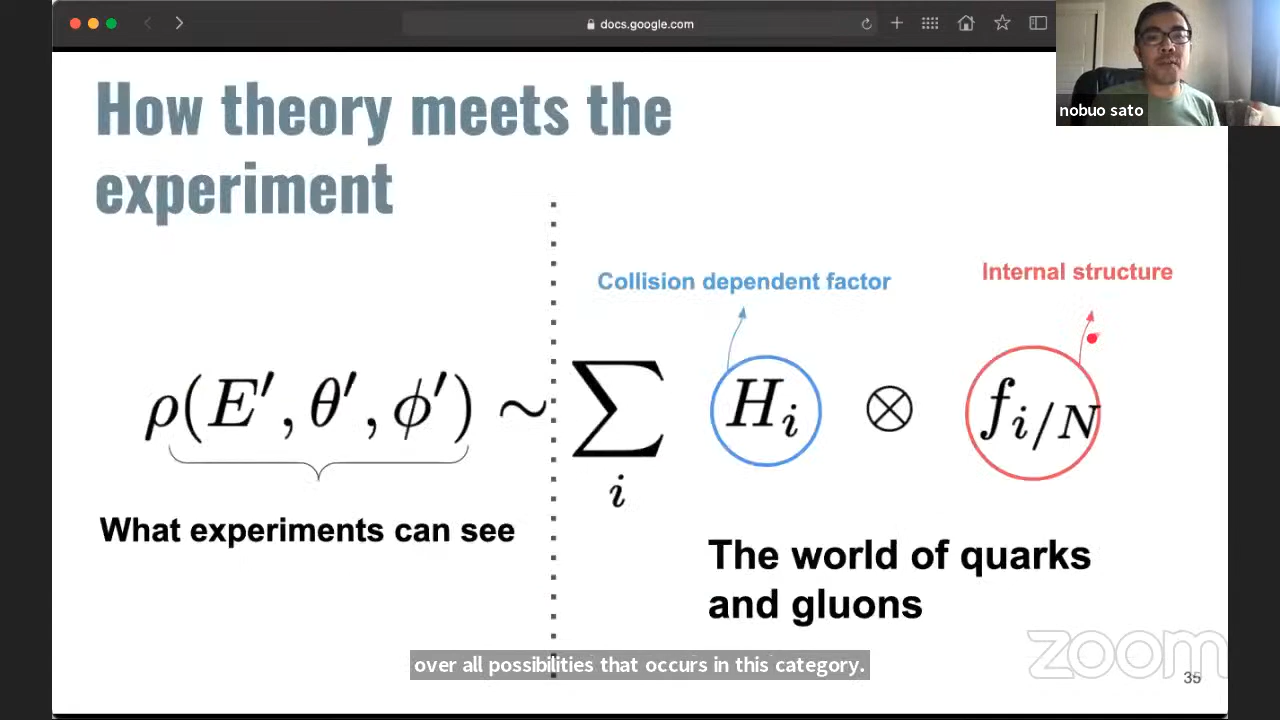 docs.google.com
nobuo sato
How theory meets the
experiment
Collision dependent factor
Internal structure
ρ(E′, θ′, ϕ′) ∼ ∑ H_i ⊗ f_{i/N}
i
What experiments can see
The world of quarks
and gluons
over all possibilities that occurs in this category.
zoom
35